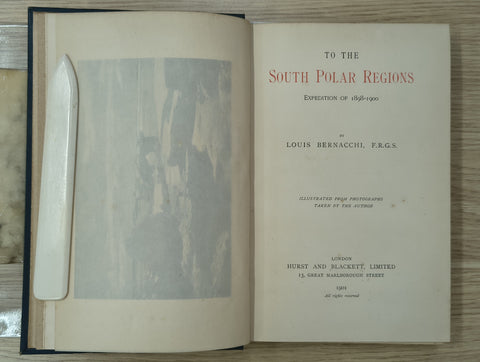 TO THE
SOUTH POLAR REGIONS
EXPEDITION OF 1898-1900
BY
LOUIS BERNACCHI, F.R.G.S.
ILLUSTRATED FROM PHOTOGRAPHS
TAKEN BY THE AUTHOR
LONDON
HURST AND BLACKETT, LIMITED
13, GREAT MARLBOROUGH STREET
1901
All rights reserved